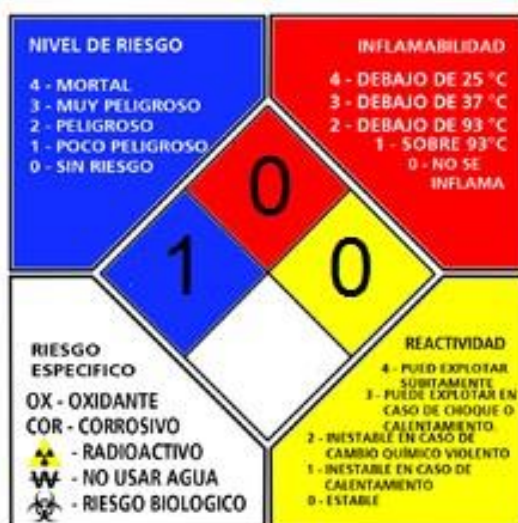 NIVEL DE RIESGO
4 - MORTAL
3 - MUY PELIGROSO
2 - PELIGROSO
1 - POCO PELIGROSO
0 - SIN RIESGO
INFLAMABILIDAD
4 - DEBAJO DE 25 °C
3 - DEBAJO DE 37 °C
2 - DEBAJO DE 93 °C
1 - SOBRE 93°C
0 - NO SE
INFLAMA
0
1
0
RIESGO
ESPECIFICO
OX - OXIDANTE
COR - CORROSIVO
- RADIOACTIVO
W - NO USAR AGUA
- RIESGO BIOLOGICO
REACTIVIDAD
4 - PUED EXPLOTAR
SÚBITAMENTE
3 - PUEDE EXPLOTAR EN
CASO DE CHOQUE O
CALENTAMIENTO
2 - INESTABLE EN CASO DE
CAMBIO QUÍMICO VIOLENTO
1 - INESTABLE EN CASO DE
CALENTAMIENTO
0 - ESTABLE